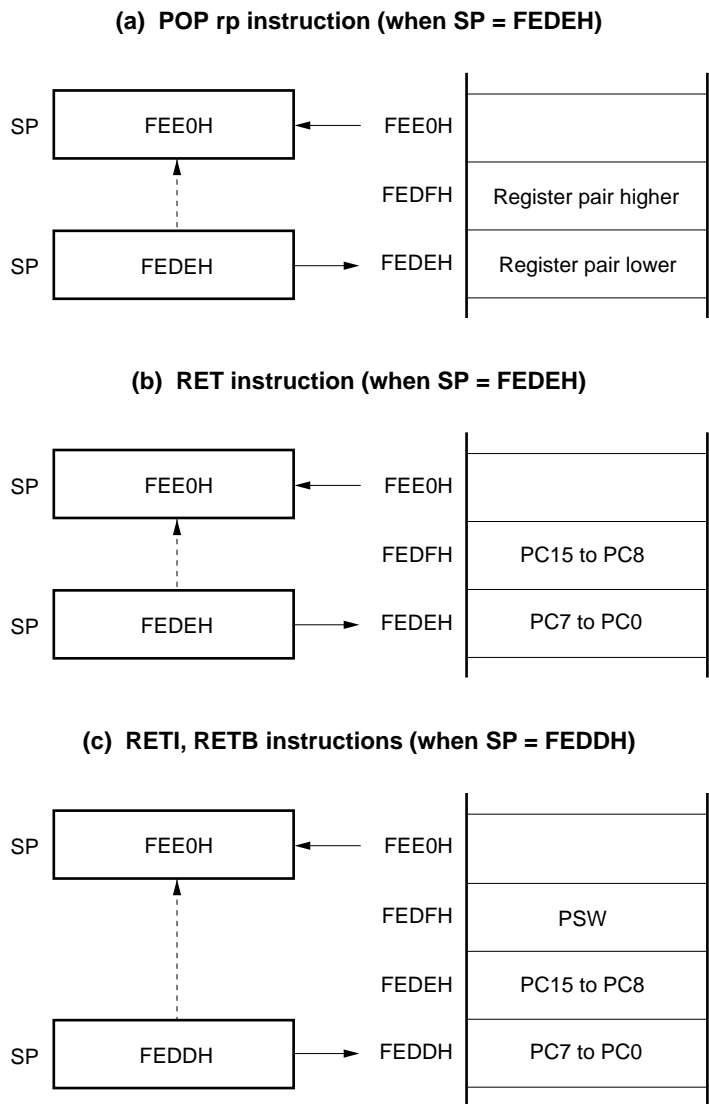 (a) POP rp instruction (when SP = FEDEH)
SP FEE0H FEE0H
FEDFH Register pair higher
SP FEDEH FEDEH Register pair lower
(b) RET instruction (when SP = FEDEH)
SP FEE0H FEE0H
FEDFH PC15 to PC8
SP FEDEH FEDEH PC7 to PC0
(c) RETI, RETB instructions (when SP = FEDDH)
SP FEE0H FEE0H
FEDFH PSW
FEDEH PC15 to PC8
SP FEDDH FEDDH PC7 to PC0